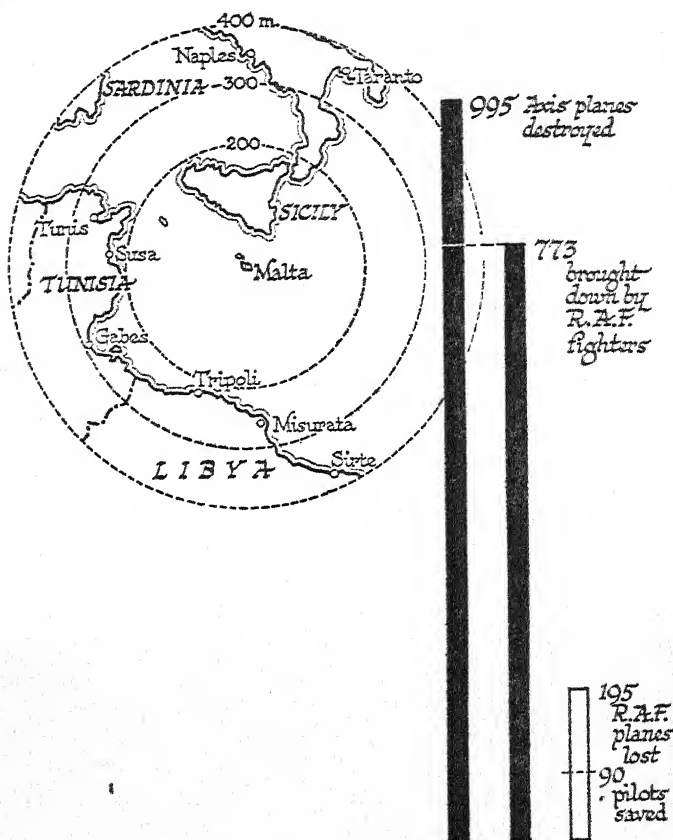 400 m.
Naples
Taranto
SARDINIA
300
200
SICILY
Tunis
Susa
Malta
TUNISIA
Gabes
Tripoli
Misurata
Sirte
LIBYA
995 Axis planes
destroyed
773
brought
down by
R.A.F.
fighters
195
R.A.F.
planes
lost
90
pilots
saved